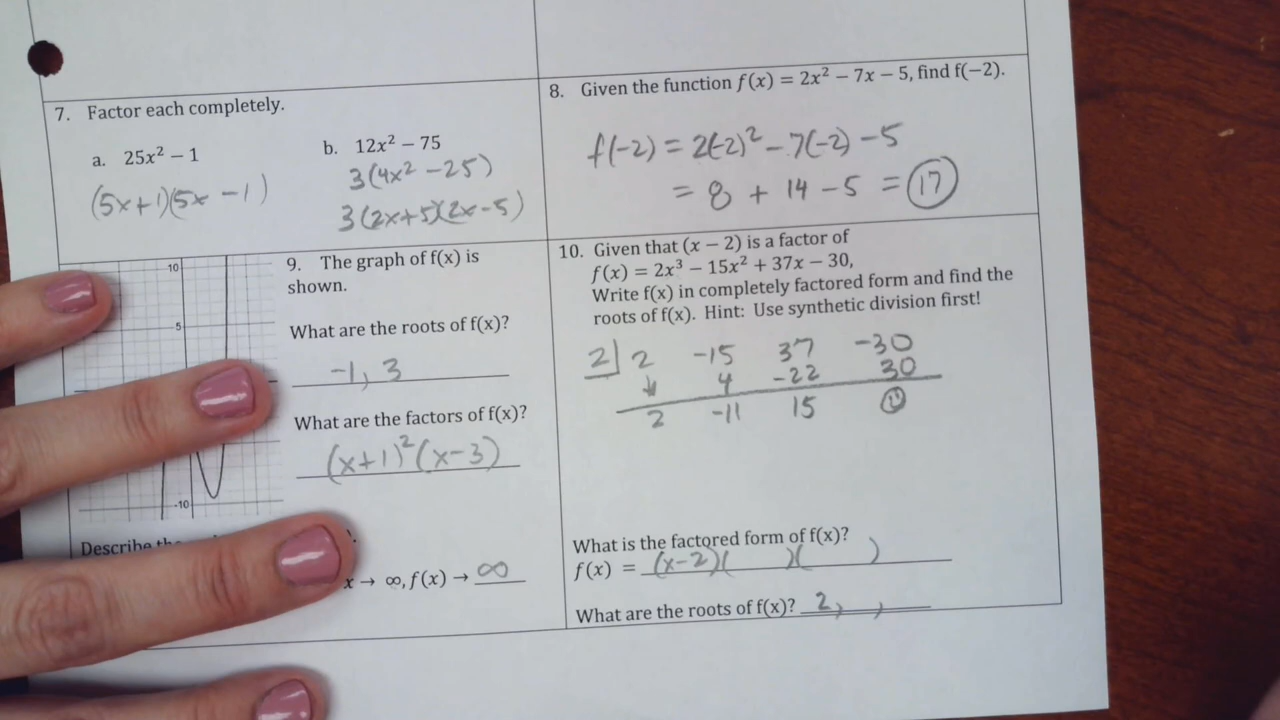 7. Factor each completely.
a. 25x² − 1
(5x+1)(5x −1)
b. 12x² − 75
3(4x² −25)
3(2x+5)(2x−5)
8. Given the function f(x) = 2x² − 7x − 5, find f(−2).
f(−2) = 2(−2)² − 7(−2) −5
= 8 + 14 −5 = 17
10
5
-10
9. The graph of f(x) is
shown.
What are the roots of f(x)?
−1, 3
What are the factors of f(x)?
(x+1)²(x−3)
Describe
x → ∞, f(x) → ∞
10. Given that (x − 2) is a factor of
f(x) = 2x³ − 15x² + 37x − 30,
Write f(x) in completely factored form and find the
roots of f(x). Hint: Use synthetic division first!
2| 2 -15 37 -30
↓ 4 -22 30
2 -11 15
What is the factored form of f(x)?
f(x) = (x−2)( )( )
What are the roots of f(x)? 2, ,